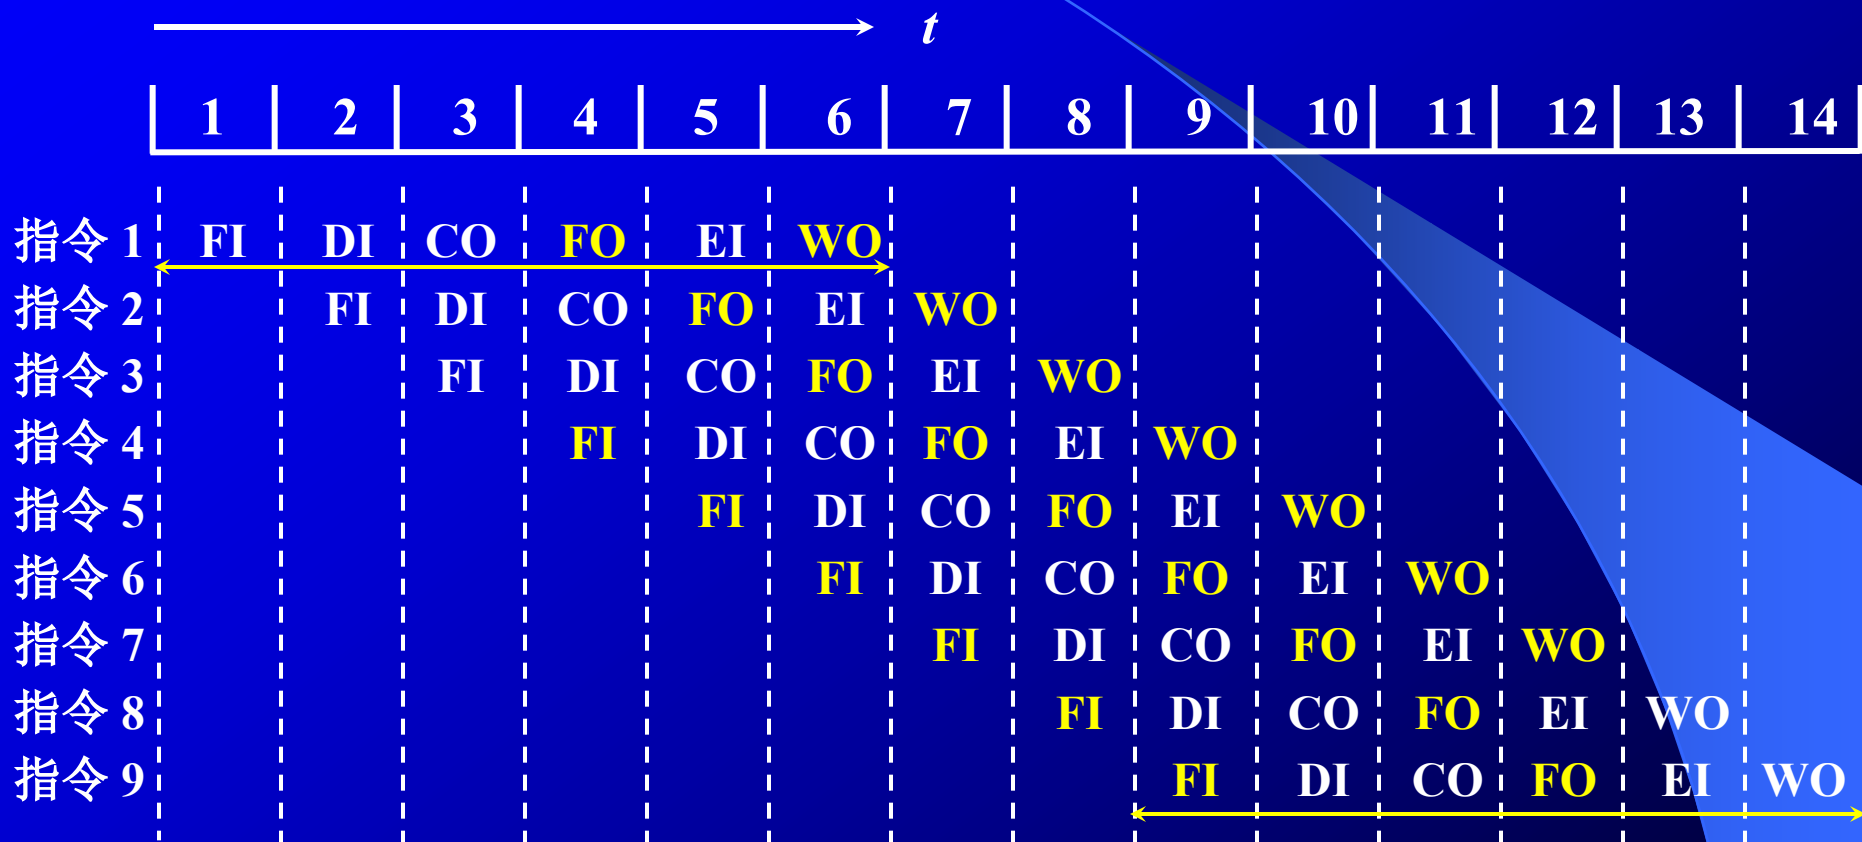 t
1 2 3 4 5 6 7 8 9 10 11 12 13 14
指令 1 FI DI CO FO EI WO
指令 2 FI DI CO FO EI WO
指令 3 FI DI CO FO EI WO
指令 4 FI DI CO FO EI WO
指令 5 FI DI CO FO EI WO
指令 6 FI DI CO FO EI WO
指令 7 FI DI CO FO EI WO
指令 8 FI DI CO FO EI WO
指令 9 FI DI CO FO EI WO